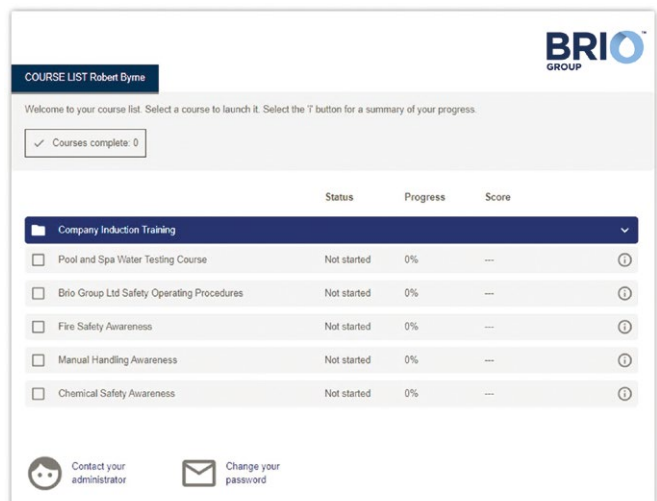 BRIO™
GROUP
COURSE LIST Robert Byrne
Welcome to your course list. Select a course to launch it. Select the 'i' button for a summary of your progress.
✓ Courses complete: 0
Status Progress Score
Company Induction Training
Pool and Spa Water Testing Course Not started 0% ---
Brio Group Ltd Safety Operating Procedures Not started 0% ---
Fire Safety Awareness Not started 0% ---
Manual Handling Awareness Not started 0% ---
Chemical Safety Awareness Not started 0% ---
Contact your
administrator
Change your
password